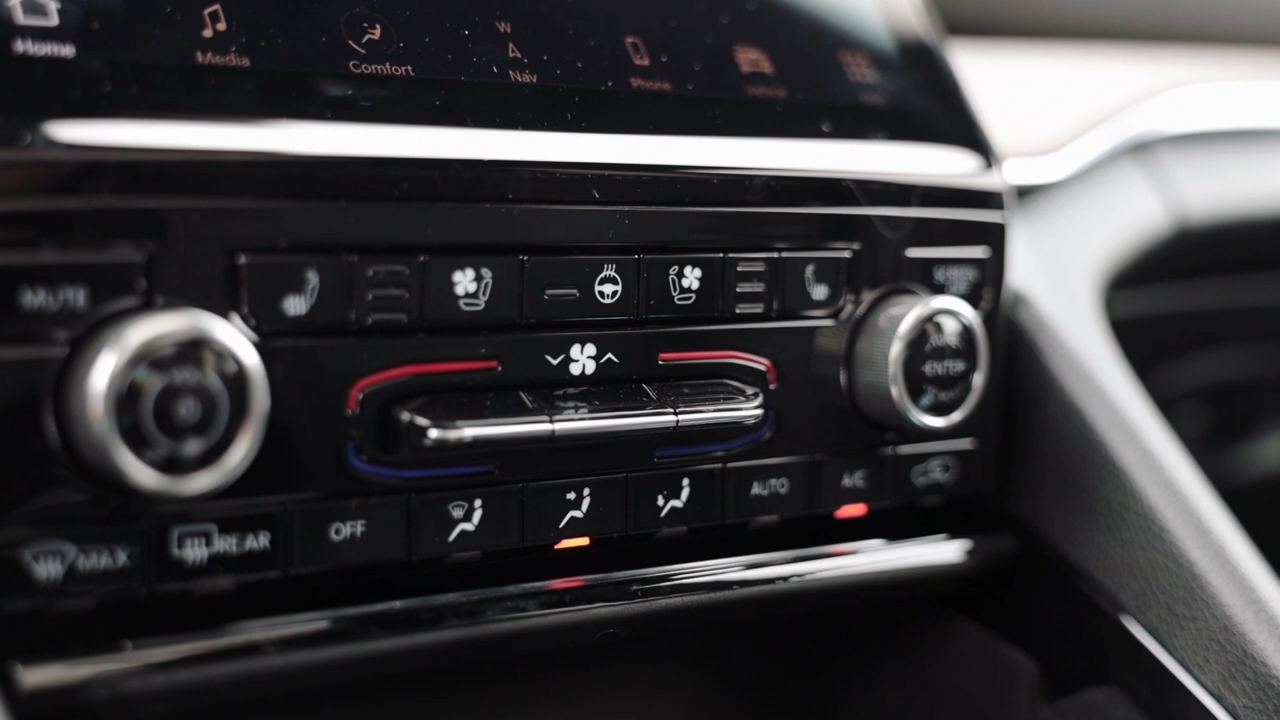 Home
Media
Comfort
W
Nav
Phone
MUTE
ENTER
MAX
REAR
OFF
AUTO
A/C